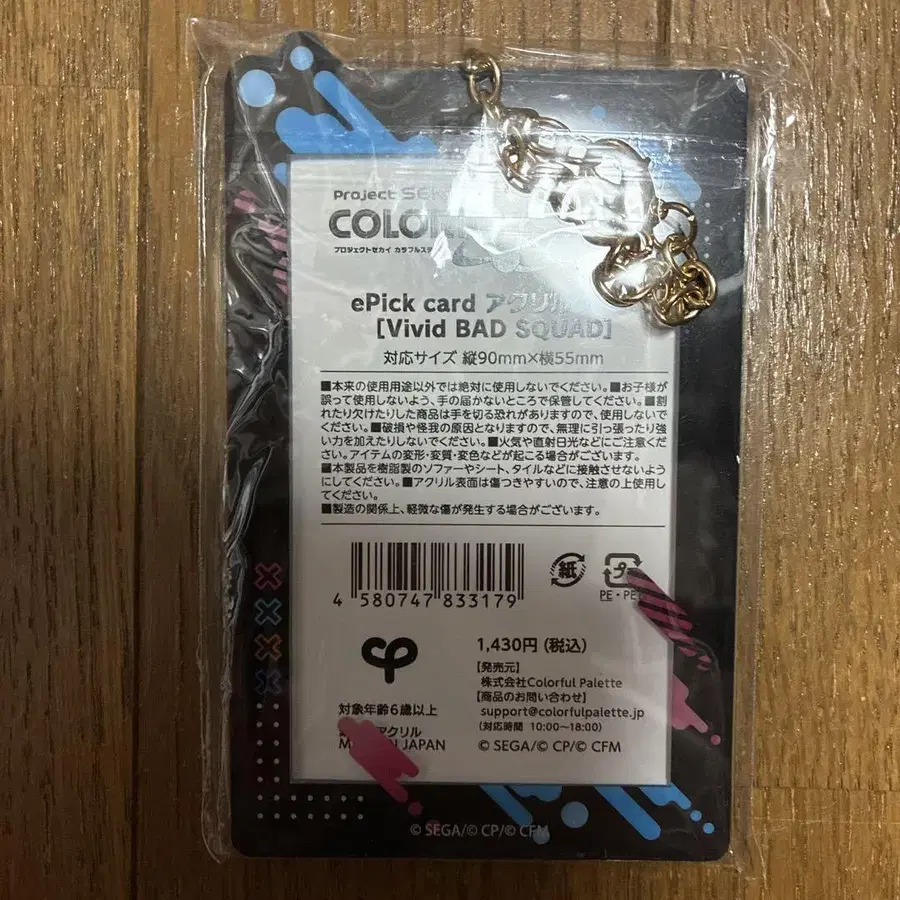 Project SEK
COLOR
プロジェクトセカイ カラフルステ
ePick card アクリル
[Vivid BAD SQUAD]
対応サイズ 縦90mm×横55mm
■本来の使用用途以外では絶対に使用しないでください。■お子様が
誤って使用しないよう、手の届かないところで保管してください。■割
れたり欠けたりした商品は手を切る恐れがありますので、使用しないで
ください。■破損や怪我の原因となりますので、無理に引っ張ったり強
い力を加えたりしないでください。■火気や直射日光などにご注意くだ
さい。アイテムの変形・変質・変色などが起こる場合がございます。
■本製品を樹脂製のソファーやシート、タイルなどに接触させないように
してください。■アクリル表面は傷つきやすいので、注意の上使用し
てください。
■製造の関係上、軽微な傷が発生する場合がございます。
4 580747 833179
紙
プ
PE・PET
cp
1,430円(税込)
【発売元】
株式会社Colorful Palette
【商品のお問い合わせ】
support@colorfulpalette.jp
(対応時間 10:00～18:00)
対象年齢6歳以上
アクリル
IN JAPAN
© SEGA/© CP/© CFM
© SEGA/© CP/© CFM